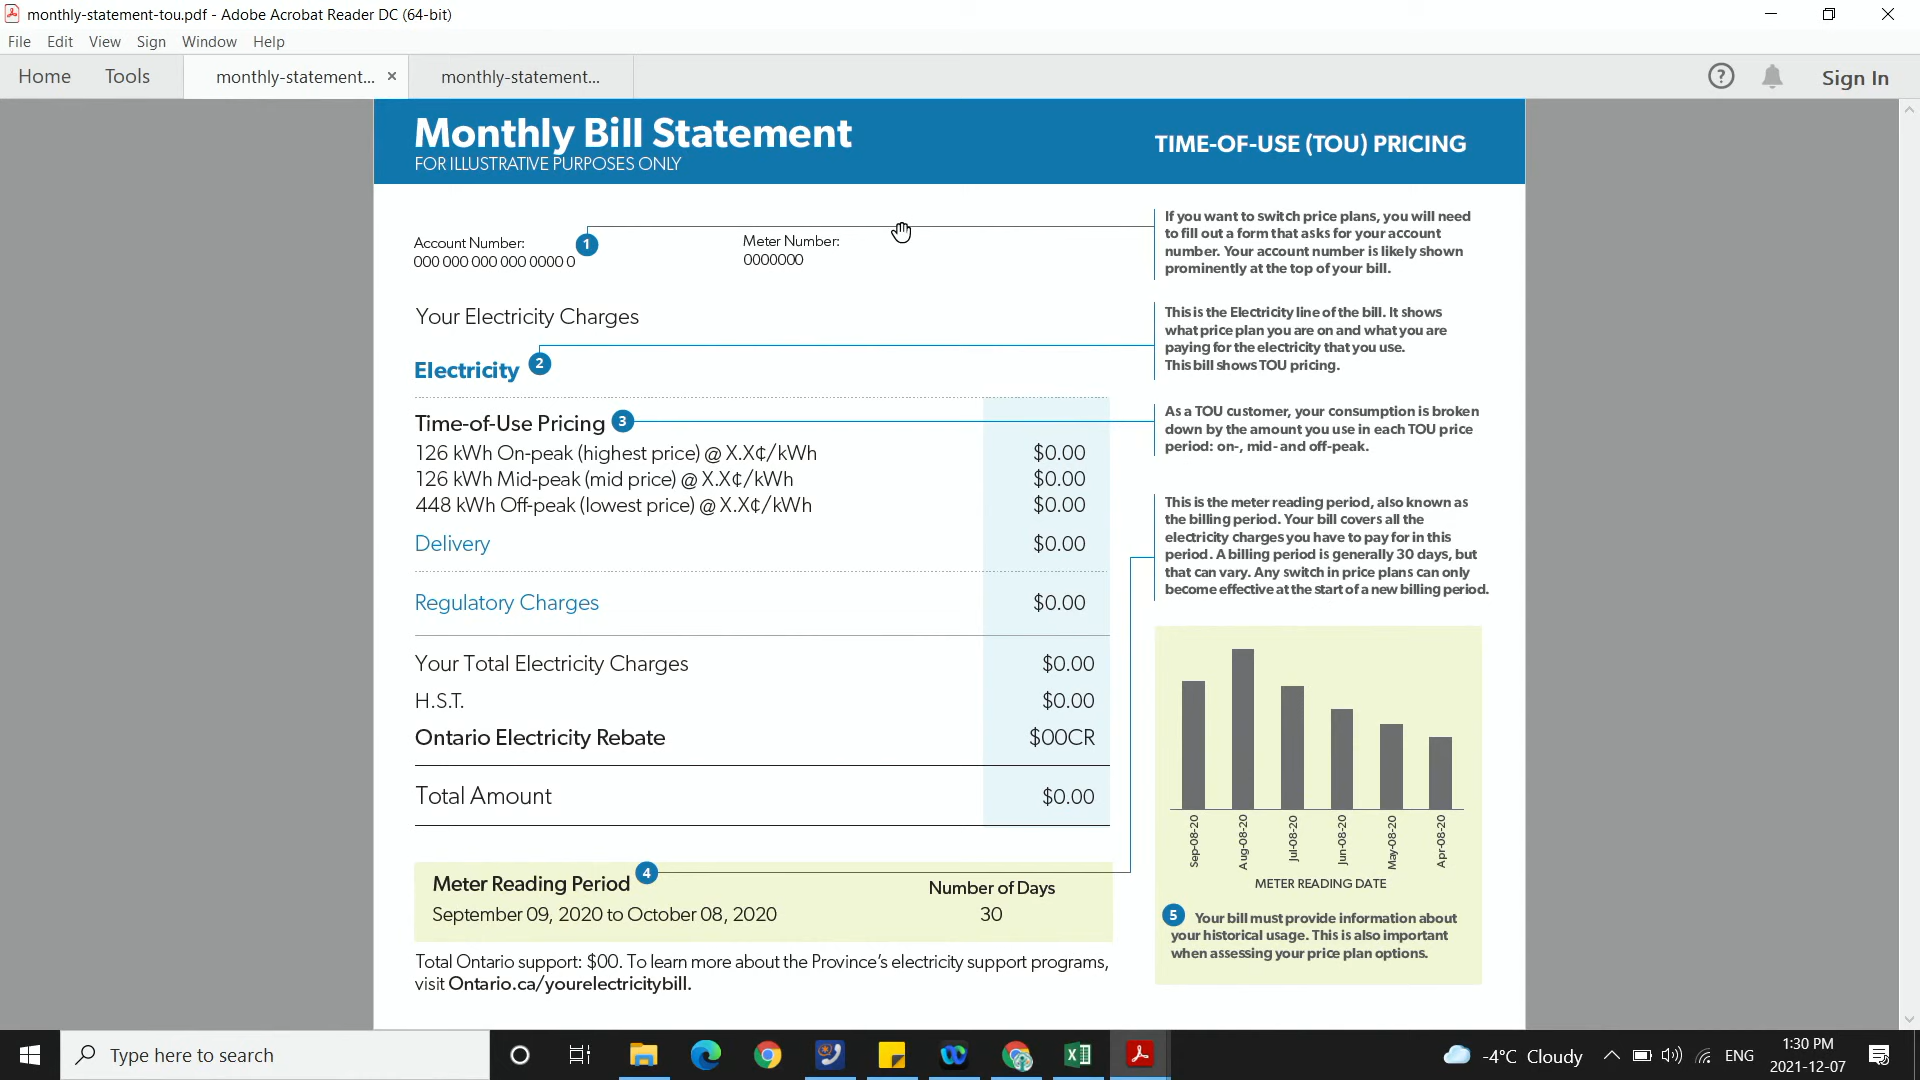 monthly-statement-tou.pdf - Adobe Acrobat Reader DC (64-bit)
File Edit View Sign Window Help
Home Tools monthly-statement... × monthly-statement... ? Sign In
Monthly Bill Statement
FOR ILLUSTRATIVE PURPOSES ONLY
TIME-OF-USE (TOU) PRICING
Account Number: 1
000 000 000 000 0000 0
Meter Number:
0000000
If you want to switch price plans, you will need
to fill out a form that asks for your account
number. Your account number is likely shown
prominently at the top of your bill.
Your Electricity Charges
Electricity 2
This is the Electricity line of the bill. It shows
what price plan you are on and what you are
paying for the electricity that you use.
This bill shows TOU pricing.
Time-of-Use Pricing 3
126 kWh On-peak (highest price) @ X.X¢/kWh $0.00
126 kWh Mid-peak (mid price) @ X.X¢/kWh $0.00
448 kWh Off-peak (lowest price) @ X.X¢/kWh $0.00
As a TOU customer, your consumption is broken
down by the amount you use in each TOU price
period: on-, mid- and off-peak.
Delivery $0.00
Regulatory Charges $0.00
This is the meter reading period, also known as
the billing period. Your bill covers all the
electricity charges you have to pay for in this
period. A billing period is generally 30 days, but
that can vary. Any switch in price plans can only
become effective at the start of a new billing period.
Your Total Electricity Charges $0.00
H.S.T. $0.00
Ontario Electricity Rebate $00CR
Total Amount $0.00
Sep-08-20
Aug-08-20
Jul-08-20
Jun-08-20
May-08-20
Apr-08-20
METER READING DATE
Meter Reading Period 4
September 09, 2020 to October 08, 2020
Number of Days
30
5 Your bill must provide information about
your historical usage. This is also important
when assessing your price plan options.
Total Ontario support: $00. To learn more about the Province's electricity support programs,
visit Ontario.ca/yourelectricitybill.
Type here to search
-4°C Cloudy ENG
1:30 PM
2021-12-07